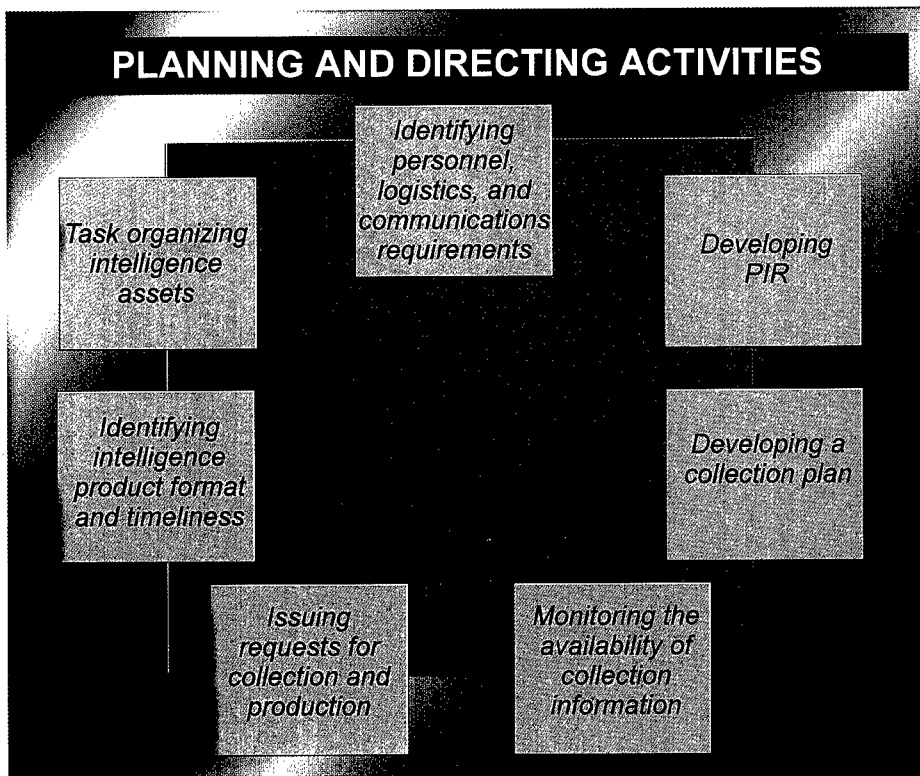 PLANNING AND DIRECTING ACTIVITIES
Identifying
personnel,
logistics, and
communications
requirements
Task organizing
intelligence
assets
Developing
PIR
Identifying
intelligence
product format
and timeliness
Developing a
collection plan
Issuing
requests for
collection and
production
Monitoring the
availability of
collection
information